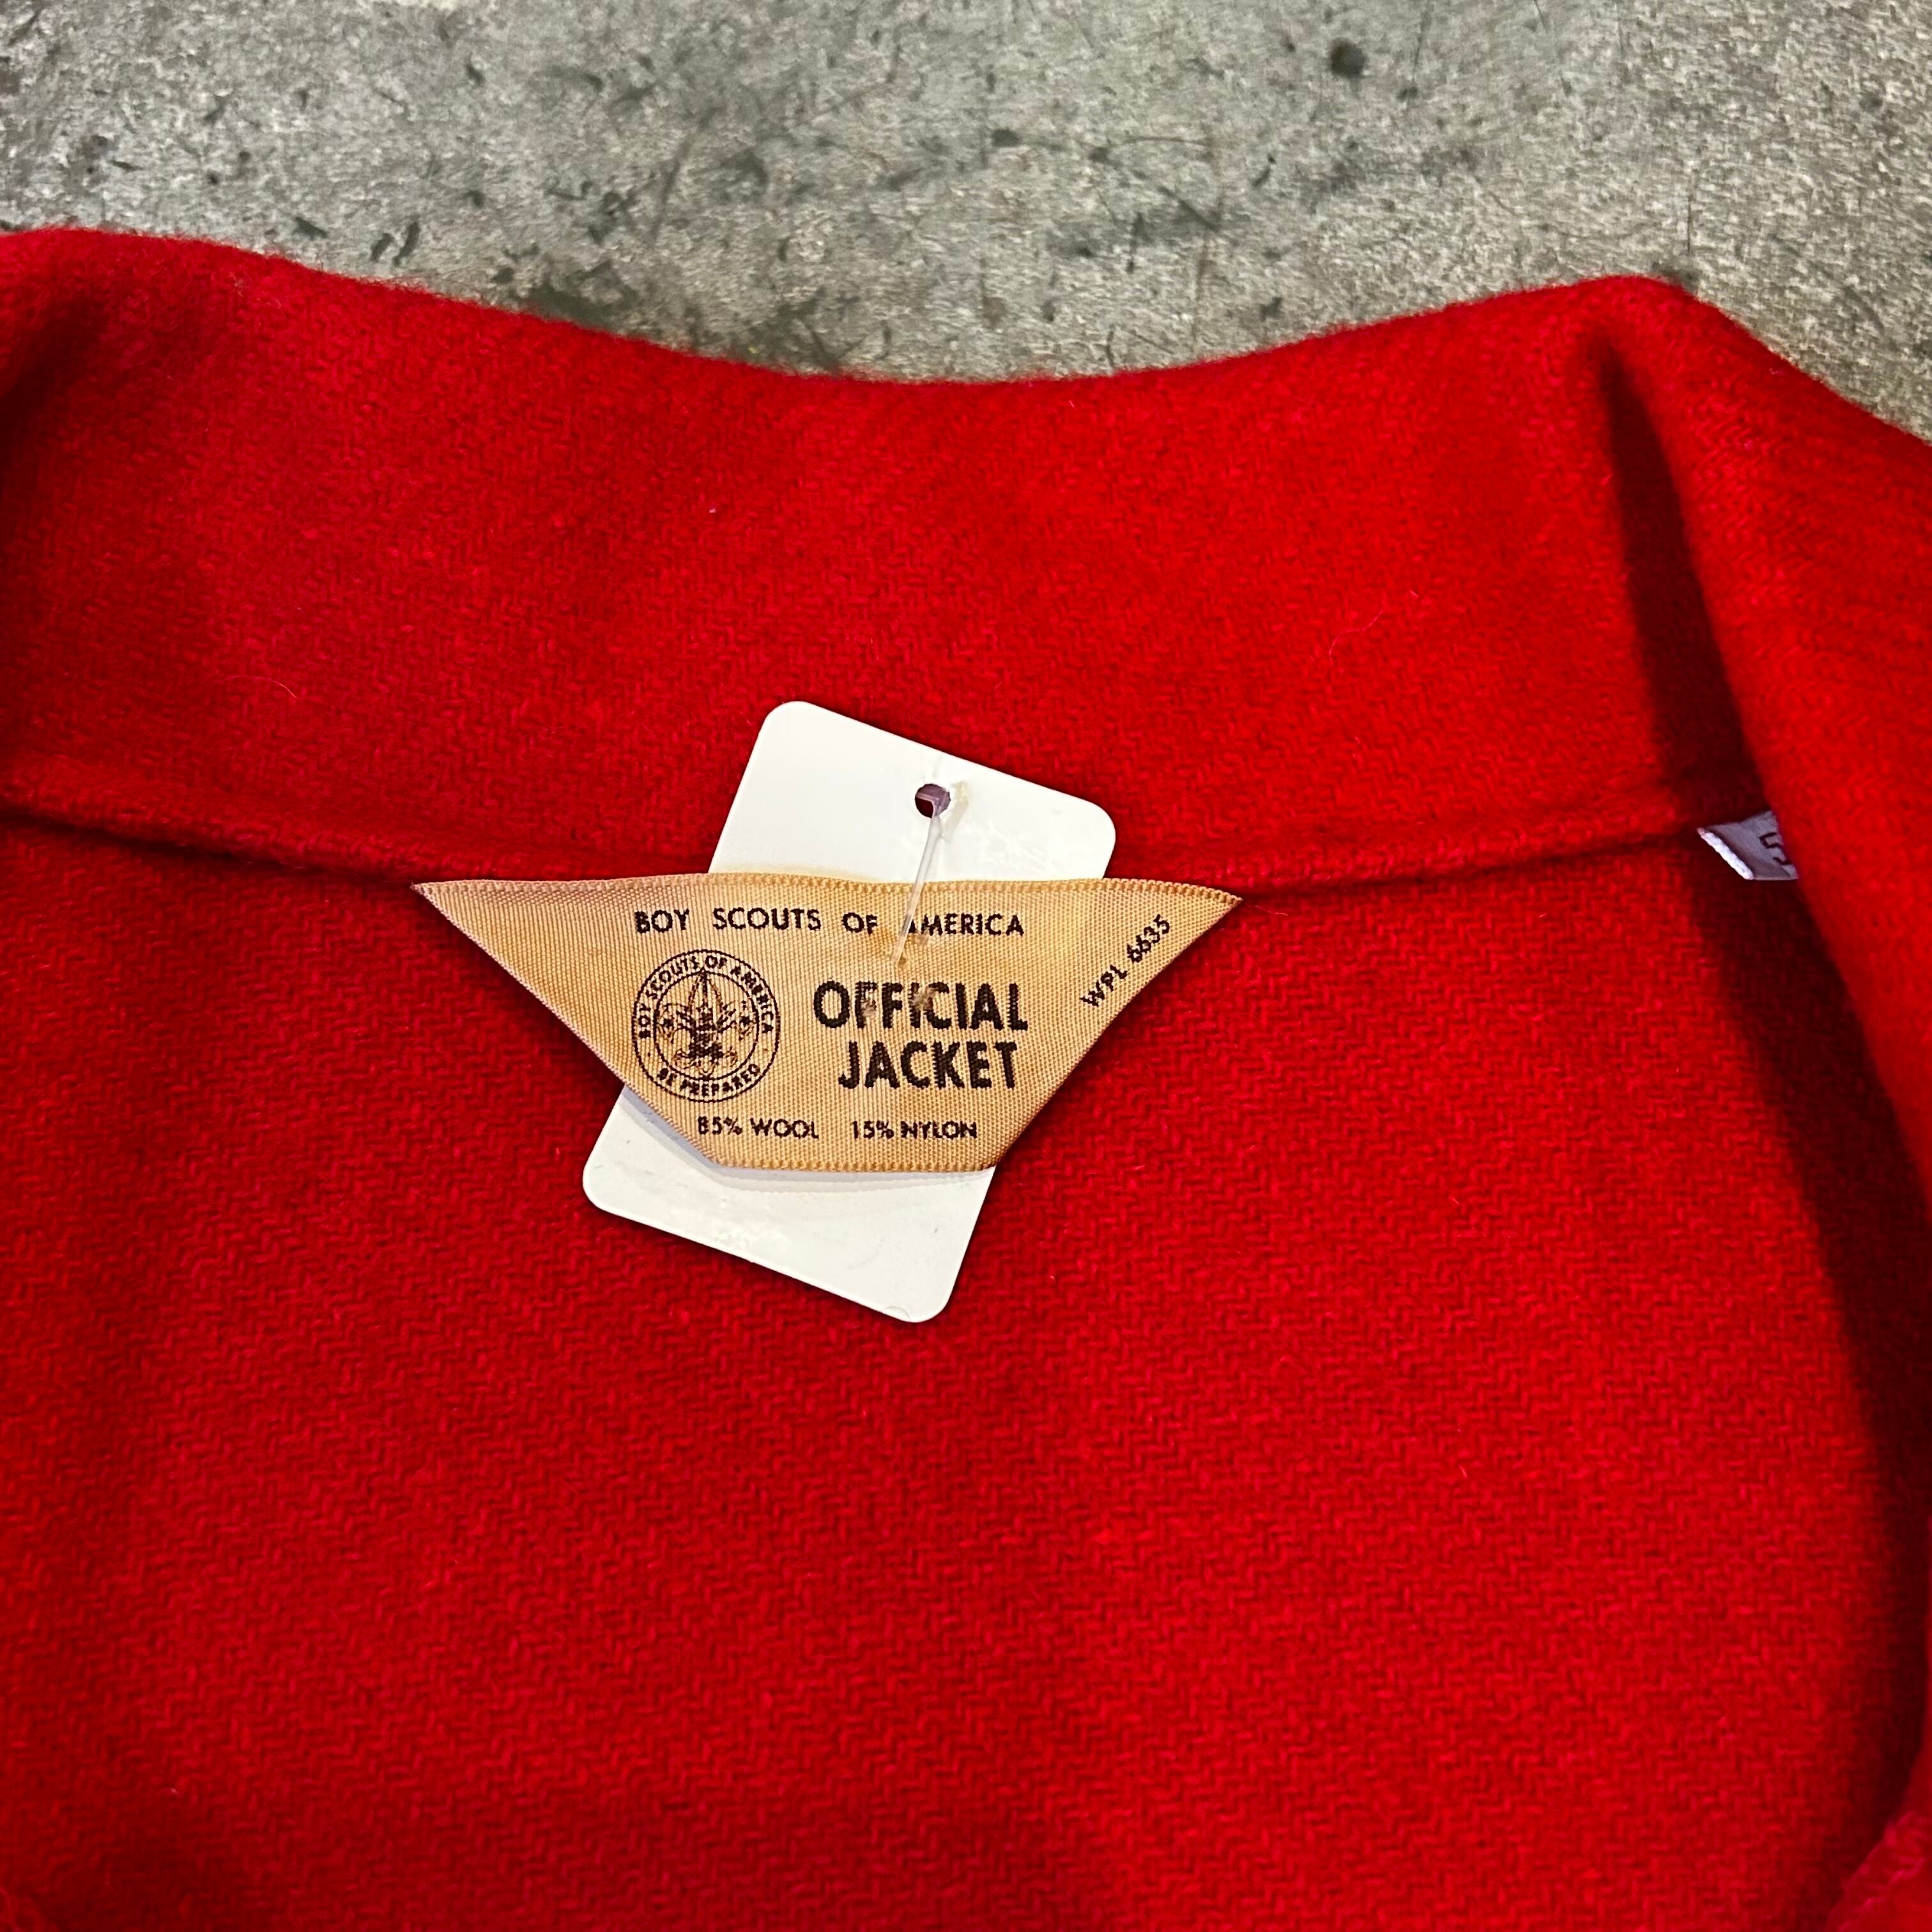 BOY SCOUTS OF AMERICA
WPL 6635
BOY SCOUTS OF AMERICA
BE PREPARED
OFFICIAL
JACKET
85% WOOL 15% NYLON